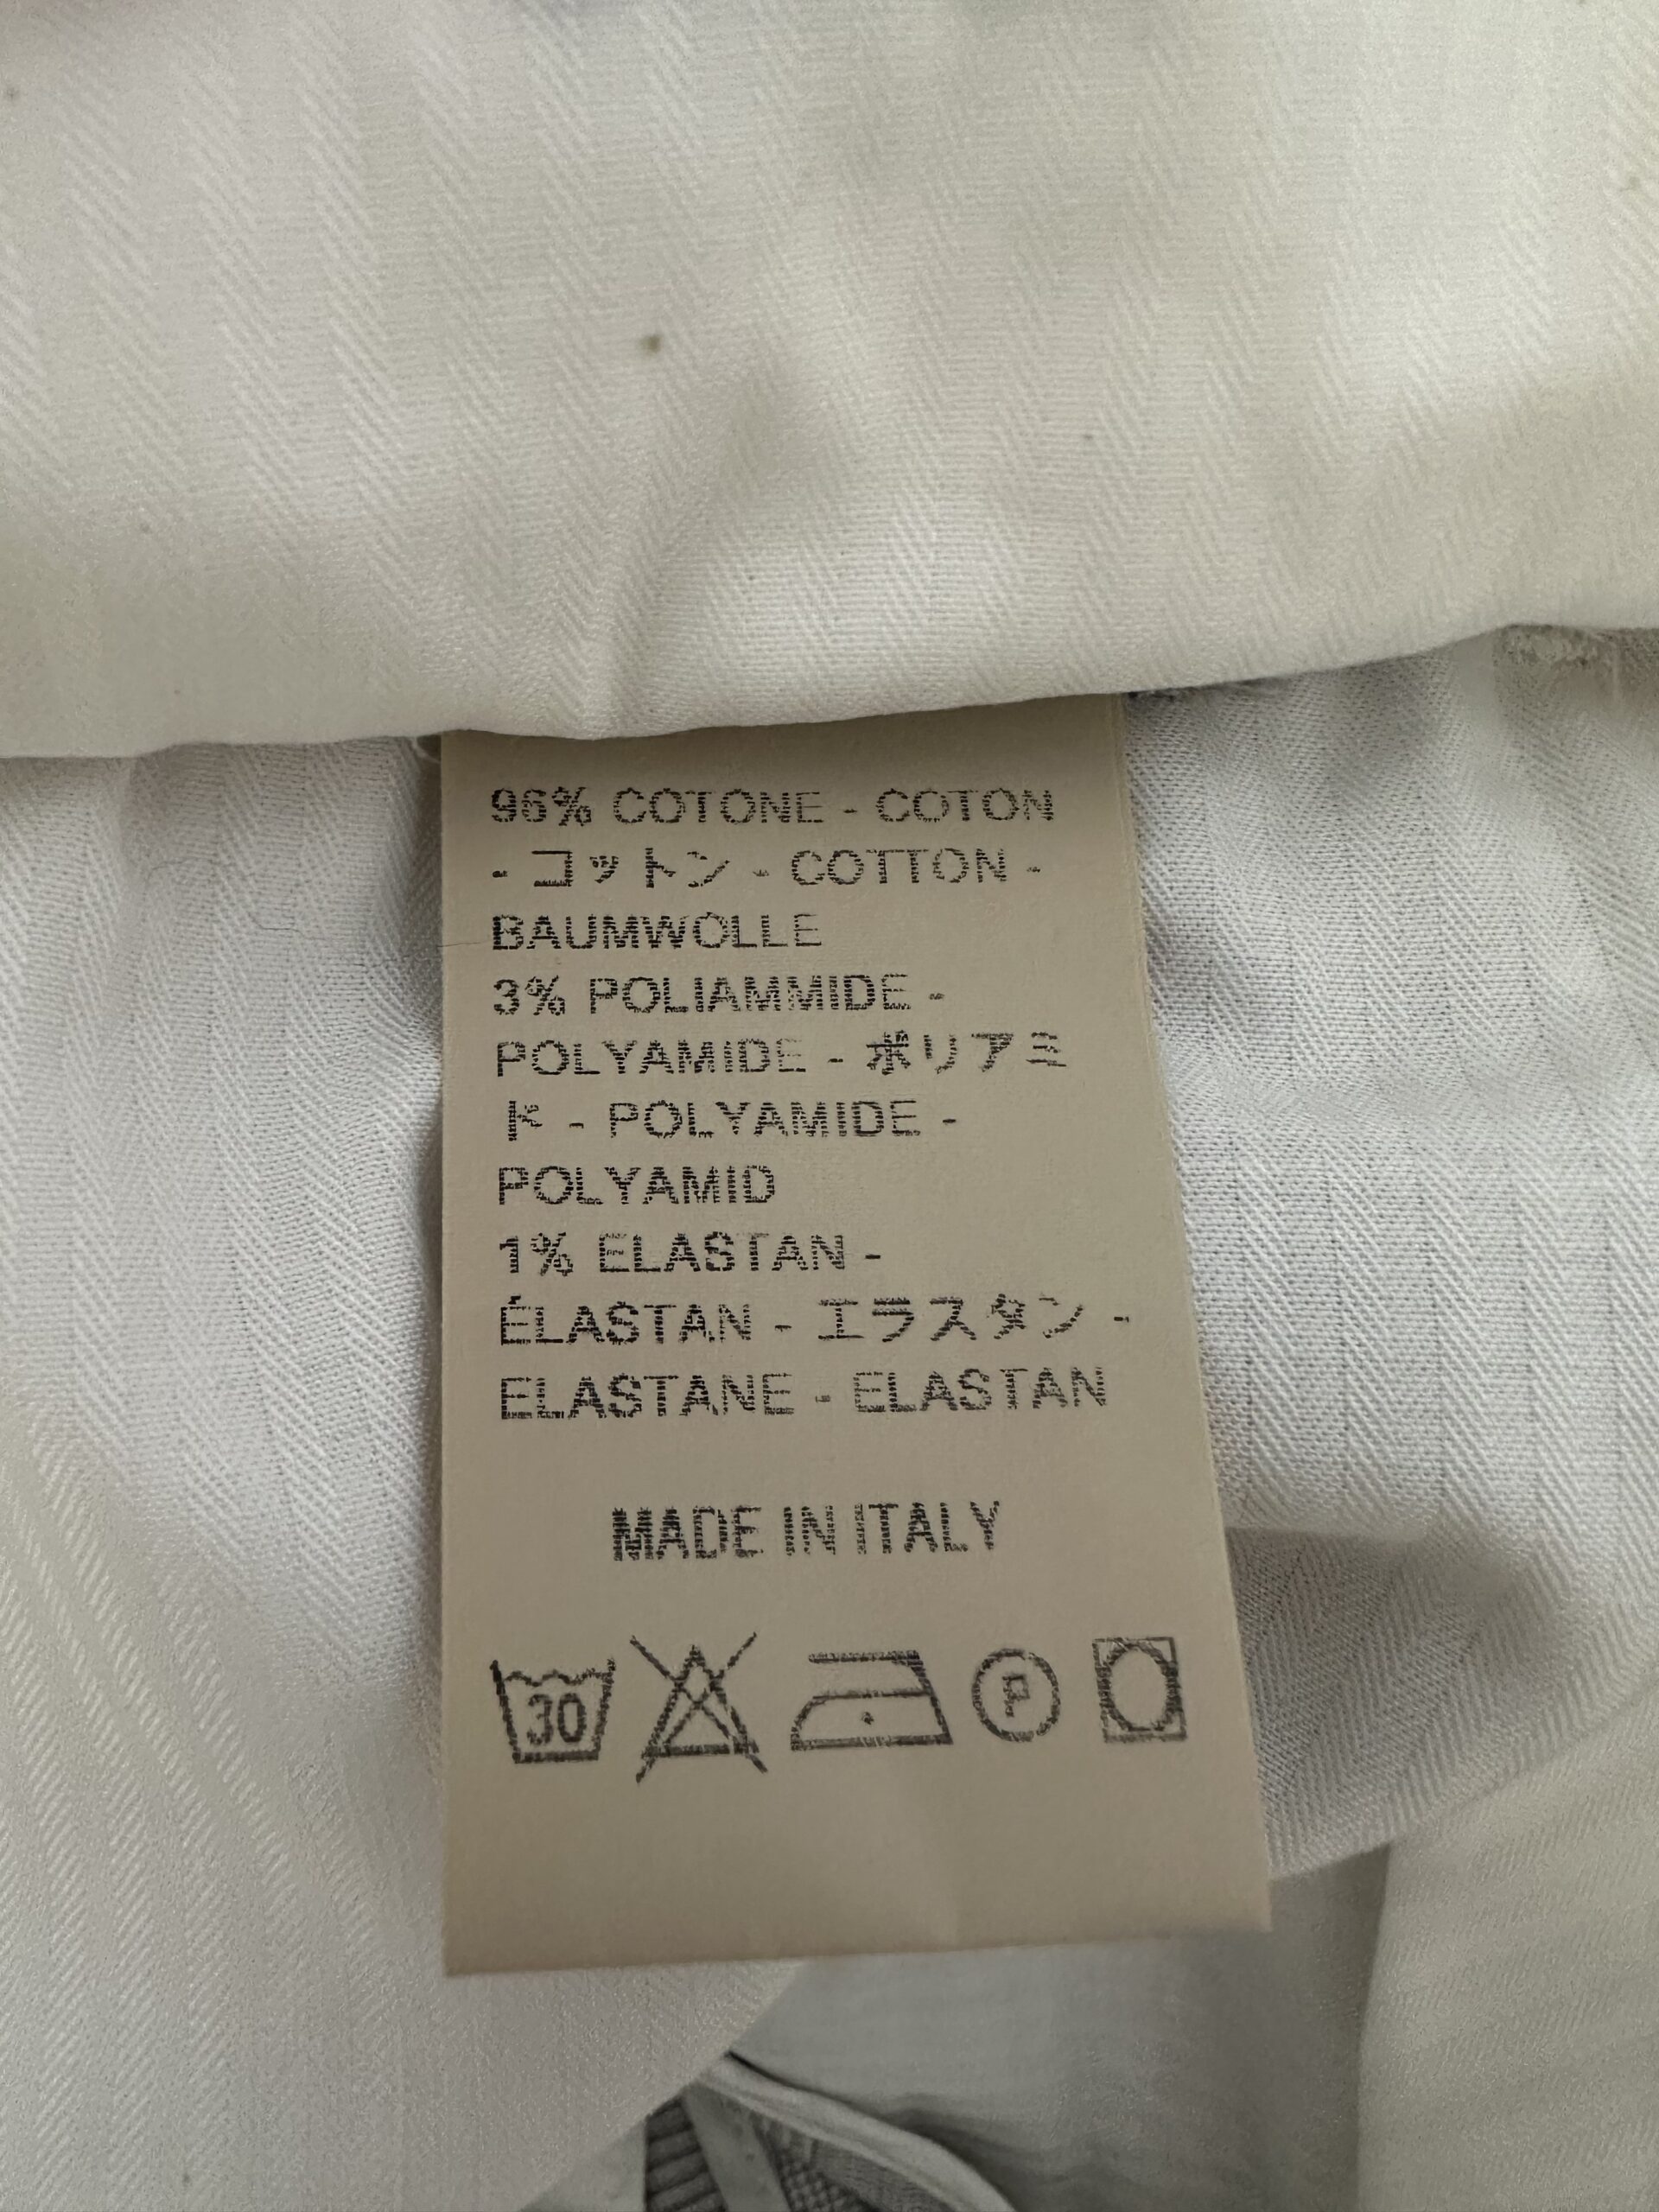 96% COTONE - COTON
- コットン - COTTON -
BAUMWOLLE
3% POLIAMMIDE -
POLYAMIDE - ポリアミ
ド - POLYAMIDE -
POLYAMID
1% ELASTAN -
ÉLASTAN - エラスタン -
ELASTANE - ELASTAN
MADE IN ITALY
30 P